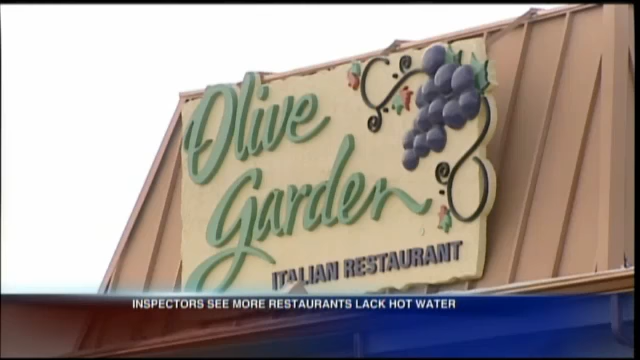 Olive
Garden
ITALIAN RESTAURANT
INSPECTORS SEE MORE RESTAURANTS LACK HOT WATER